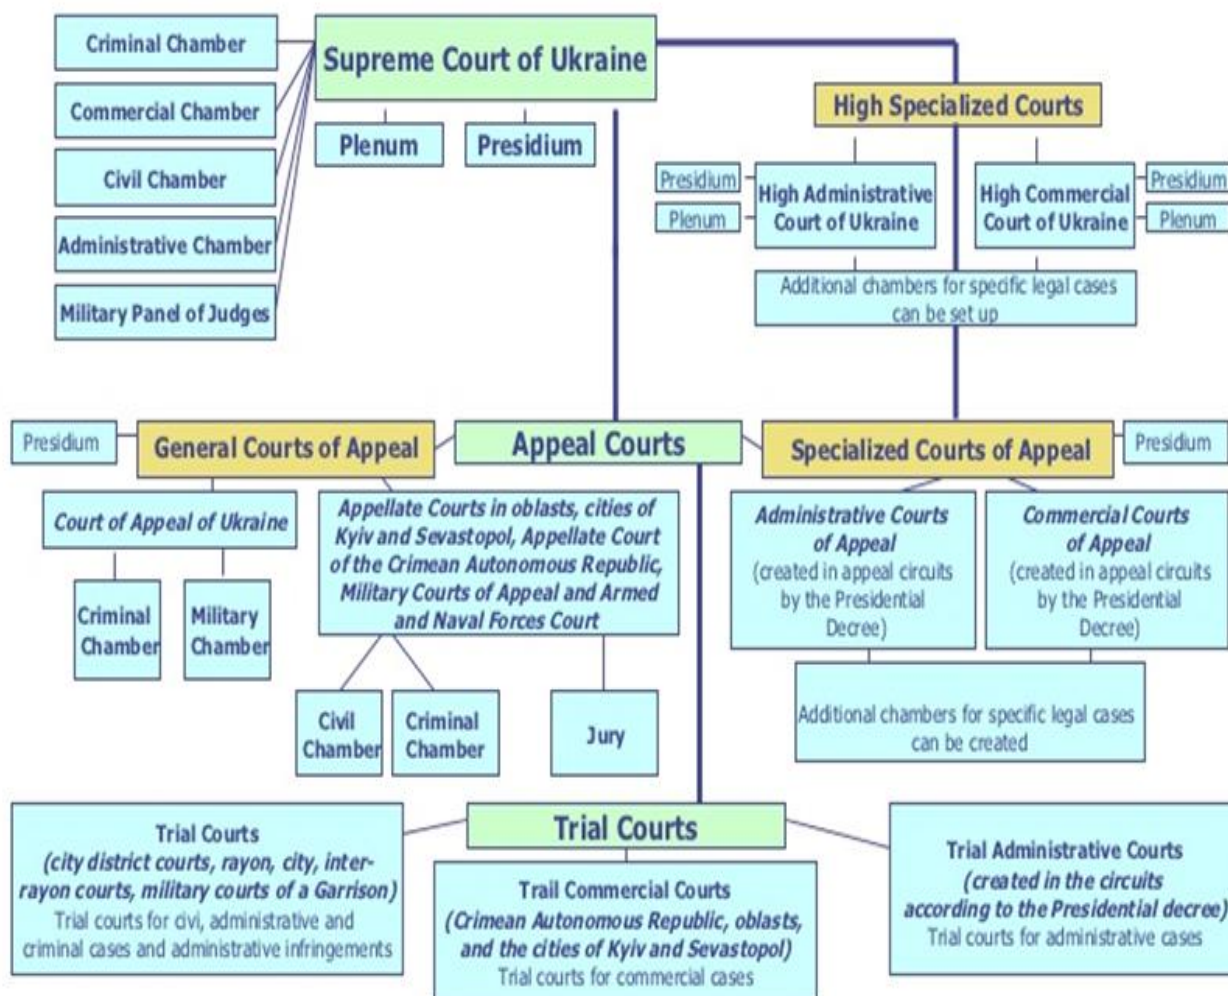 Criminal Chamber
Supreme Court of Ukraine
Commercial Chamber
High Specialized Courts
Plenum
Presidium
Civil Chamber
Presidium
Plenum
High Administrative
Court of Ukraine
High Commercial
Court of Ukraine
Presidium
Plenum
Administrative Chamber
Military Panel of Judges
Additional chambers for specific legal cases
can be set up
Presidium
General Courts of Appeal
Appeal Courts
Specialized Courts of Appeal
Presidium
Court of Appeal of Ukraine
Criminal
Chamber
Military
Chamber
Appellate Courts in oblasts, cities of
Kyiv and Sevastopol, Appellate Court
of the Crimean Autonomous Republic,
Military Courts of Appeal and Armed
and Naval Forces Court
Civil
Chamber
Criminal
Chamber
Jury
Administrative Courts
of Appeal
(created in appeal circuits
by the Presidential
Decree)
Commercial Courts
of Appeal
(created in appeal circuits
by the Presidential
Decree)
Additional chambers for specific legal cases
can be created
Trial Courts
Trial Courts
(city district courts, rayon, city, inter-
rayon courts, military courts of a Garrison)
Trial courts for civi, administrative and
criminal cases and administrative infringements
Trail Commercial Courts
(Crimean Autonomous Republic, oblasts,
and the cities of Kyiv and Sevastopol)
Trial courts for commercial cases
Trial Administrative Courts
(created in the circuits
according to the Presidential decree)
Trial courts for administrative cases